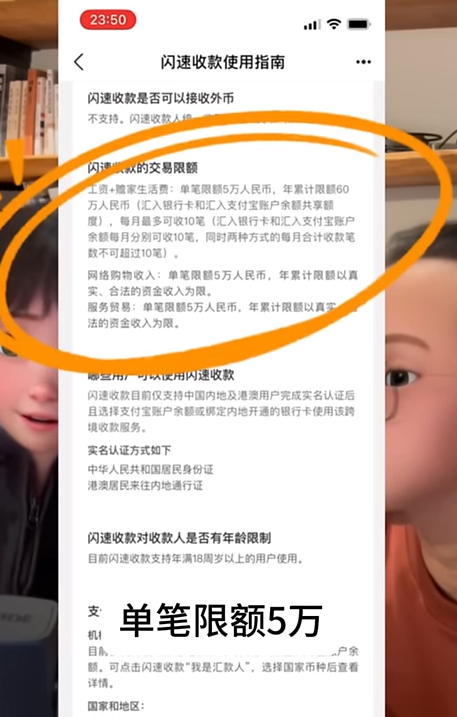 23:50
闪速收款使用指南
闪速收款是否可以接收外币
不支持。闪速收款人
闪速收款的交易限额
工资+赡家生活费：单笔限额5万人民币，年累计限额60
万人民币（汇入银行卡和汇入支付宝账户余额共享额
度），每月最多可收10笔（汇入银行卡和汇入支付宝账户
余额每月分别可收10笔，同时两种方式的每月合计收款笔
数不可超过10笔）。
网络购物收入：单笔限额5万人民币，年累计限额以真
实、合法的资金收入为限。
服务贸易：单笔限额5万人民币，年累计限额以真实
法的资金收入为限。
哪些用户可以使用闪速收款
闪速收款目前仅支持中国内地及港澳用户完成实名认证后
且选择支付宝账户余额或绑定内地开通的银行卡使用该跨
境收款服务。
实名认证方式如下
中华人民共和国居民身份证
港澳居民来往内地通行证
闪速收款对收款人是否有年龄限制
目前闪速收款支持年满18周岁以上的用户使用。
支
单笔限额5万
机
目前
户余
额。可点击闪速收款“我是汇款人”，选择国家币种后查看
详情。
国家和地区：